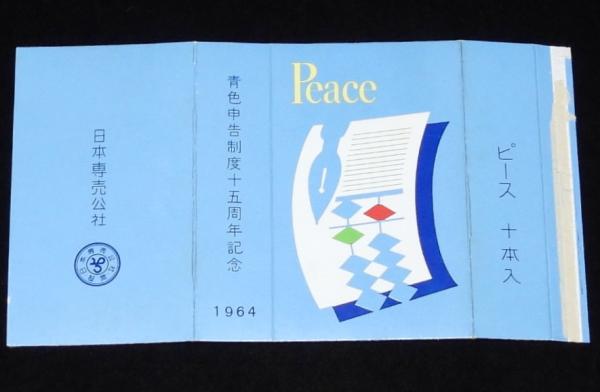 Peace
青色申告制度十五周年記念
1964
日本専売公社
ピース 十本入